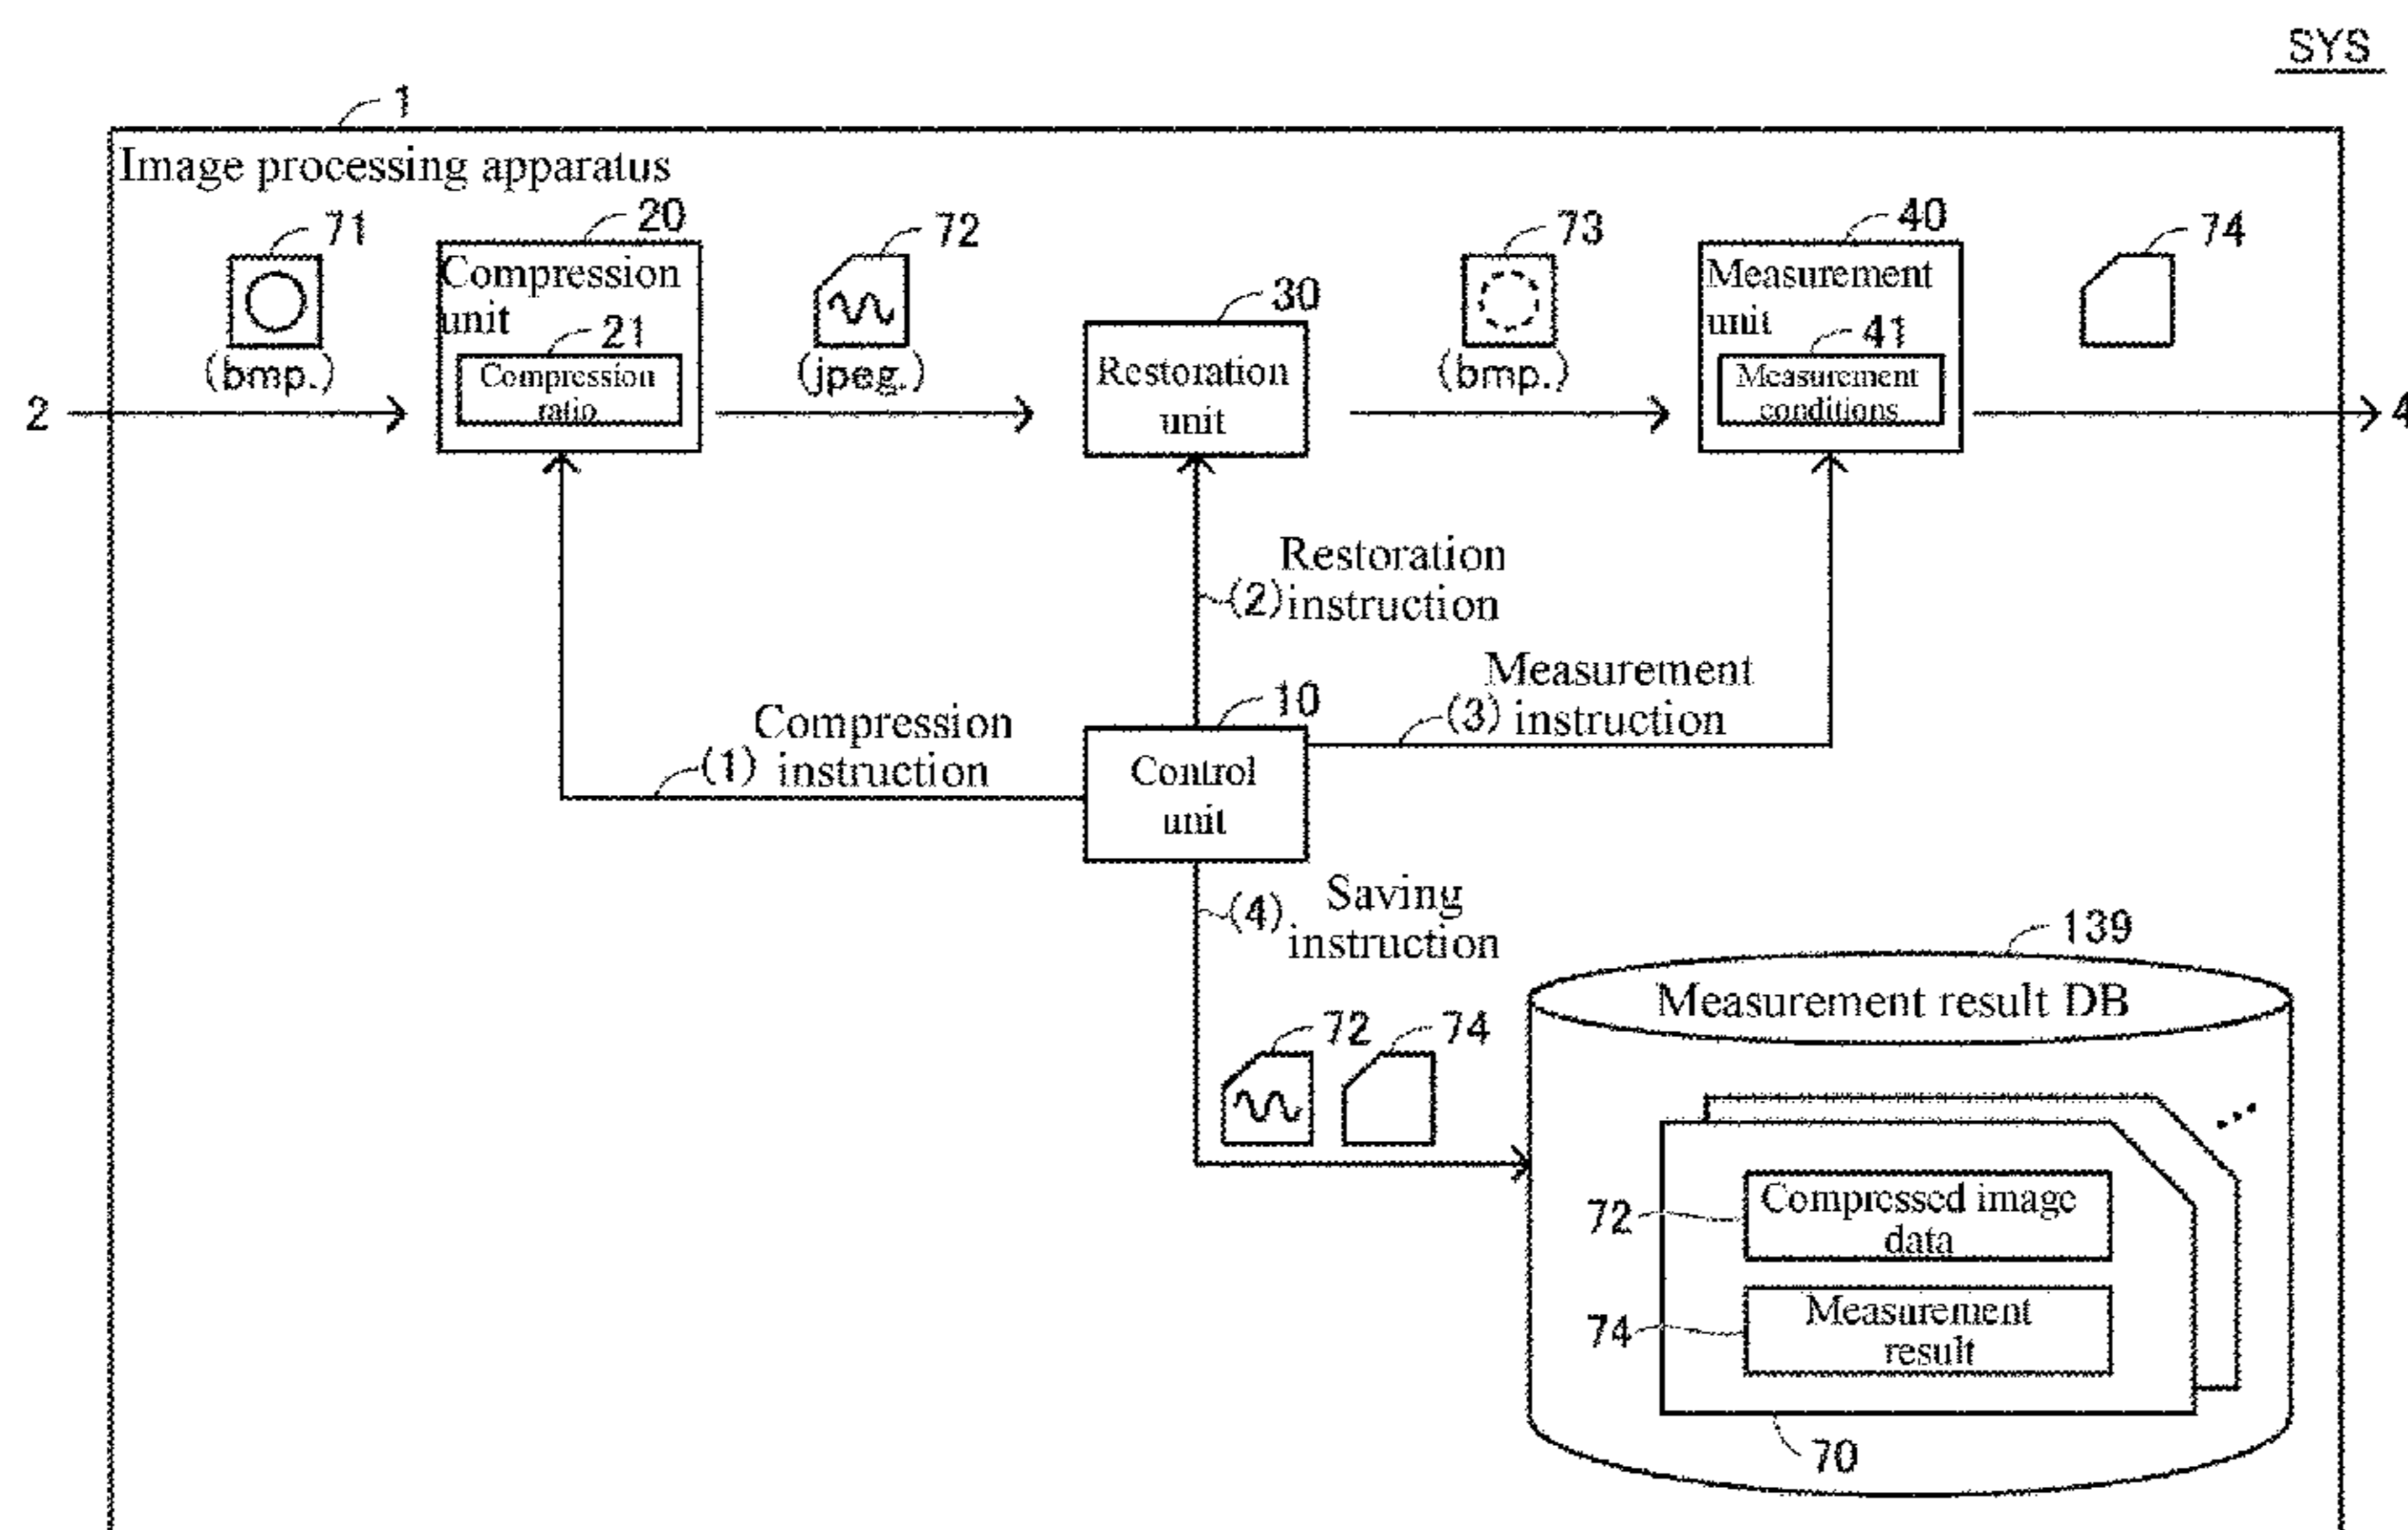 SYS
1
Image processing apparatus
71
20
72
73
40
74
Compression
unit
21
Compression
ratio
30
Restoration
unit
Measurement
unit
41
Measurement
conditions
(bmp.)
(jpeg.)
(bmp.)
2
4
Restoration
(2) instruction
Measurement
(3) instruction
Compression
(1) instruction
10
Control
unit
Saving
(4) instruction
139
Measurement result DB
72
74
72
Compressed image
data
74
Measurement
result
70